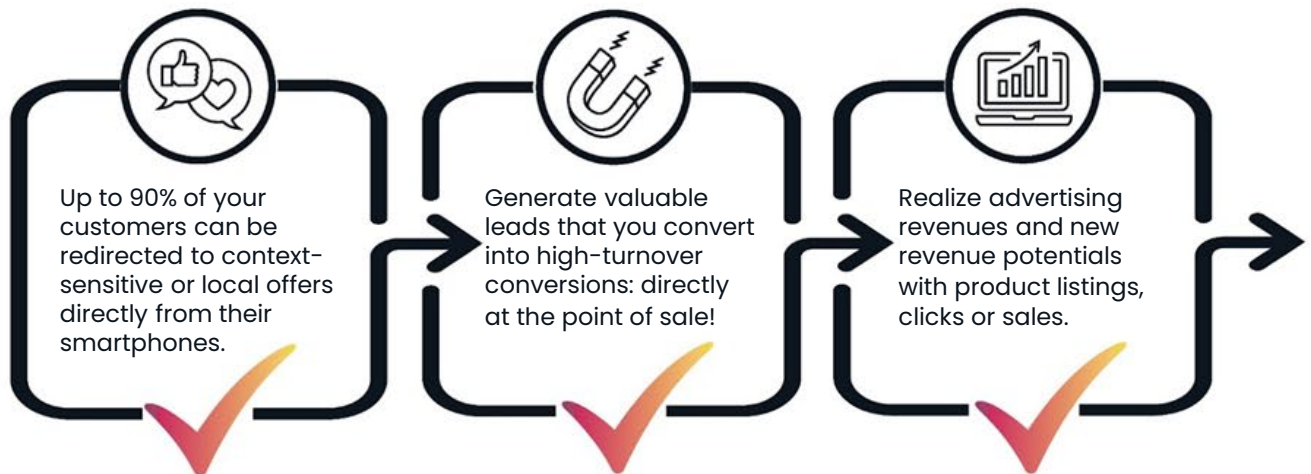 Up to 90% of your
customers can be
redirected to context-
sensitive or local offers
directly from their
smartphones.
Generate valuable
leads that you convert
into high-turnover
conversions: directly
at the point of sale!
Realize advertising
revenues and new
revenue potentials
with product listings,
clicks or sales.